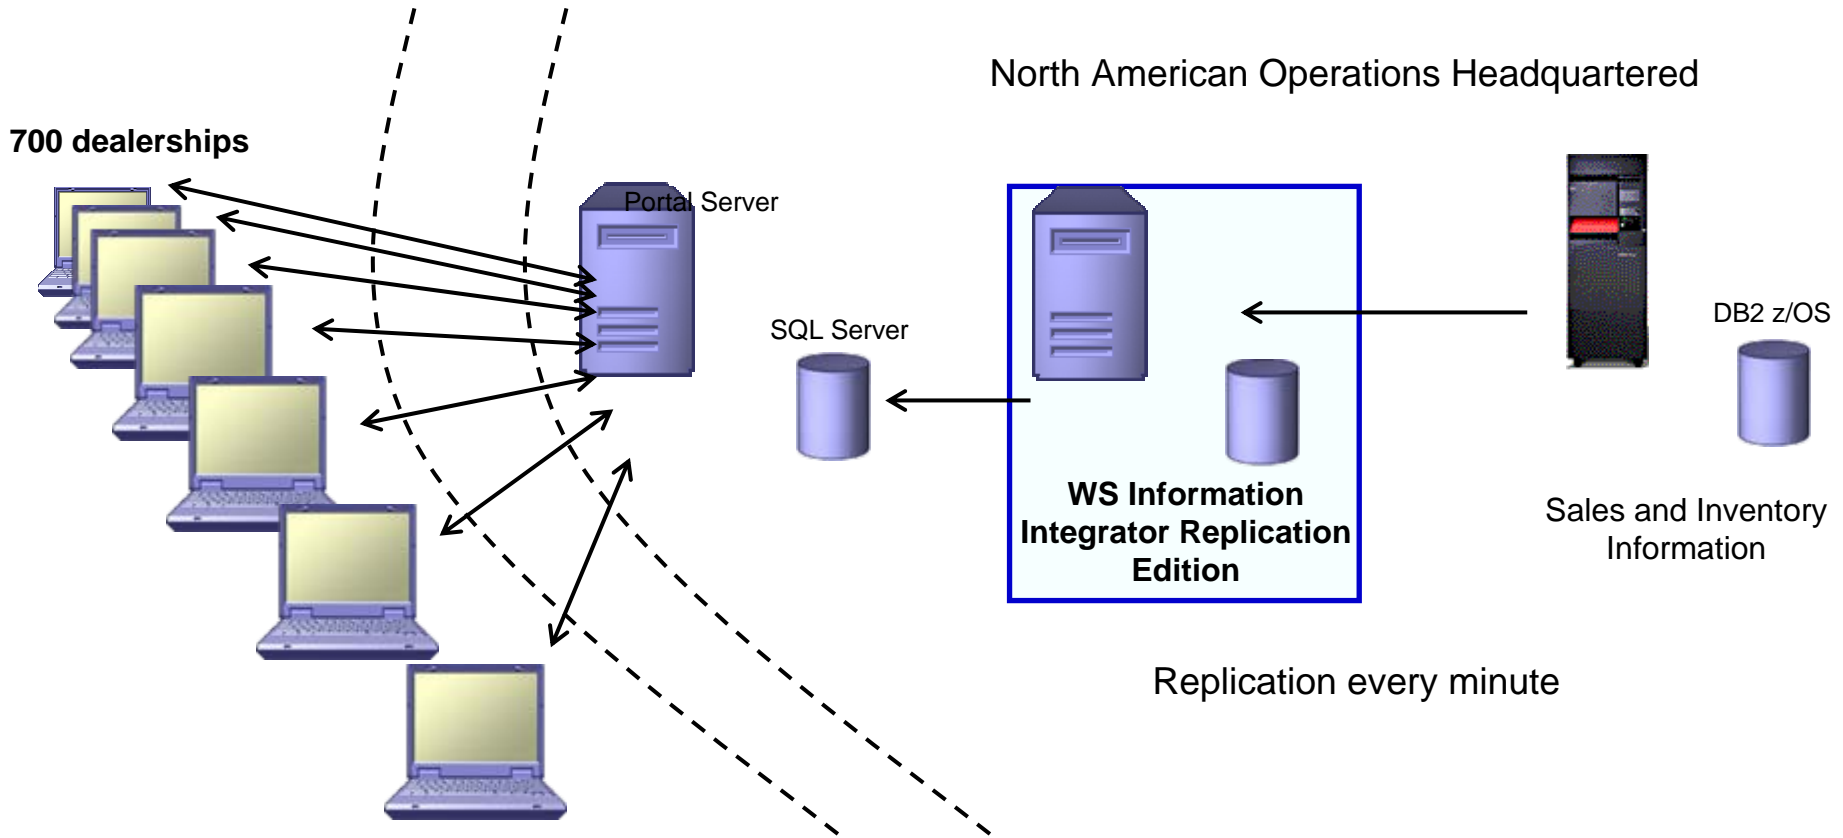 North American Operations Headquartered
700 dealerships
Portal Server
SQL Server
DB2 z/OS
WS Information
Integrator Replication
Edition
Sales and Inventory
Information
Replication every minute